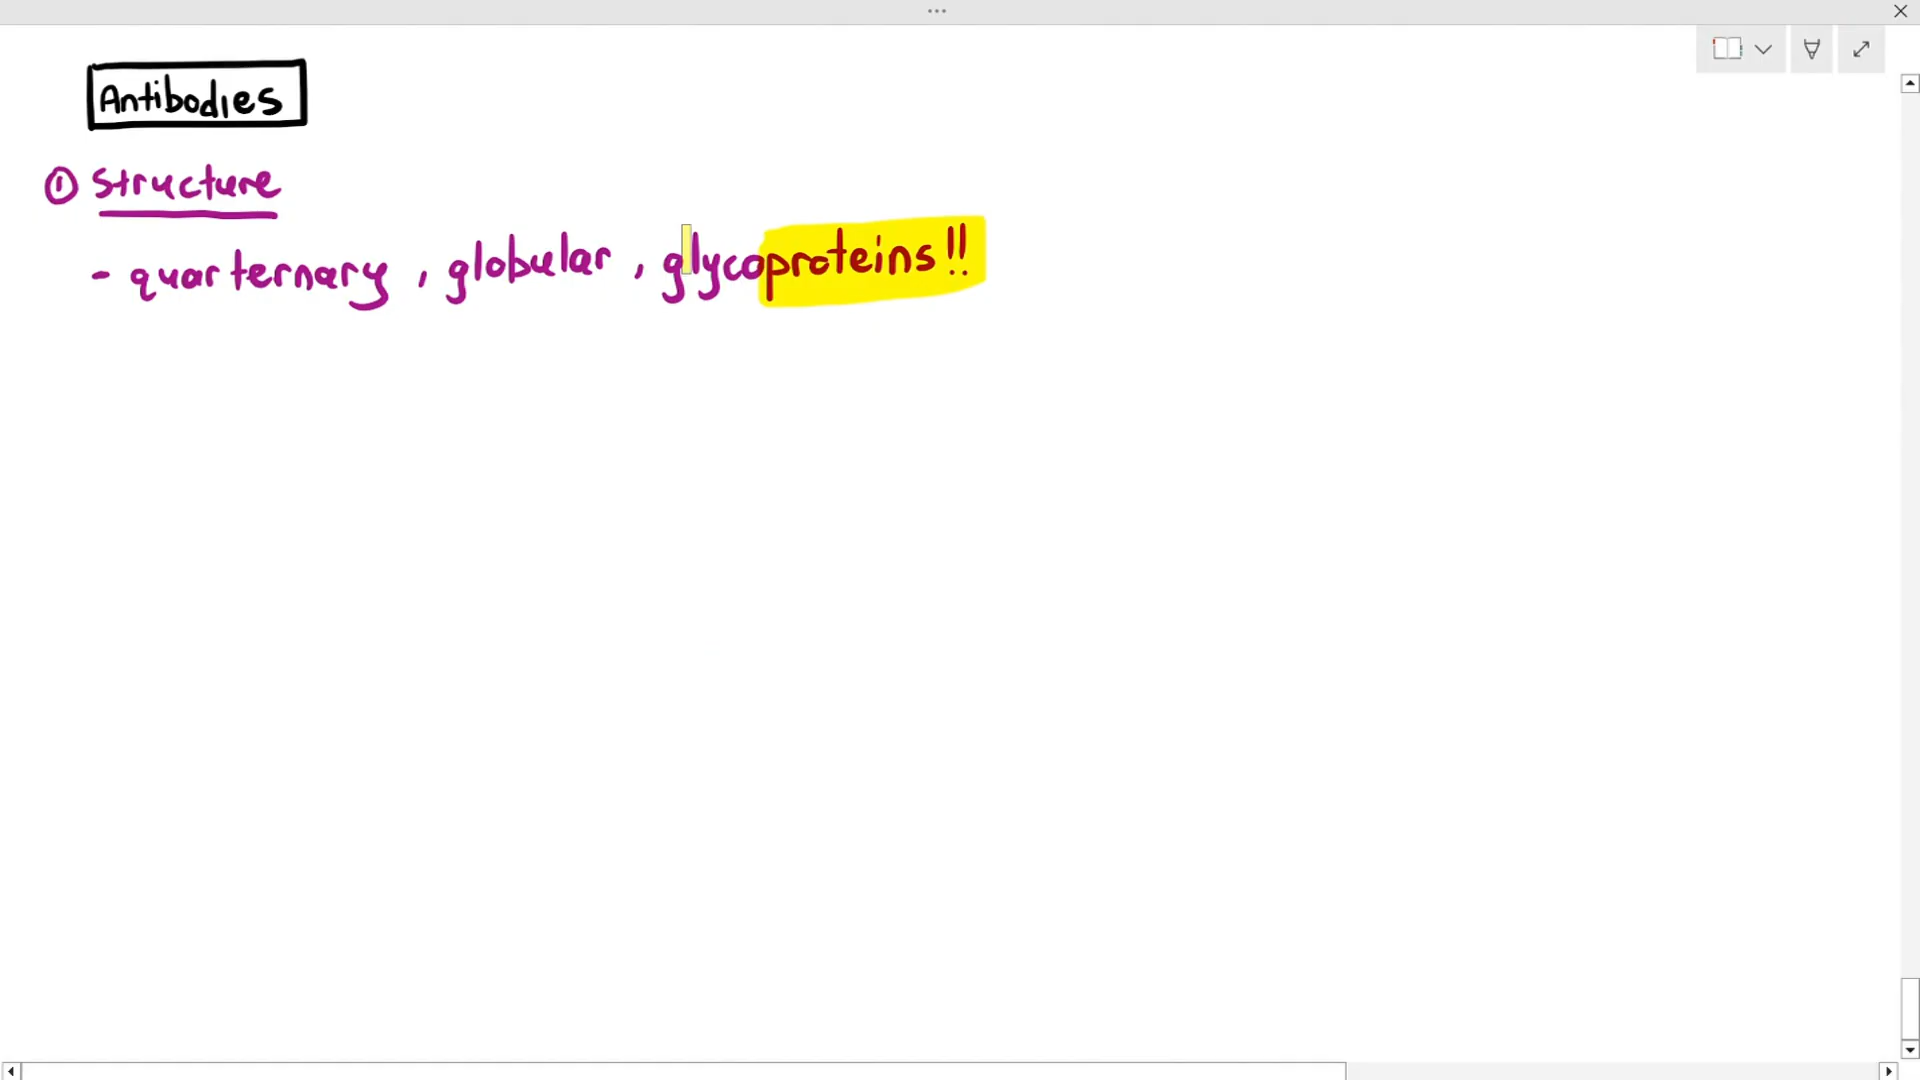 Antibodies
① Structure
- quarternary , globular , glycoproteins!!